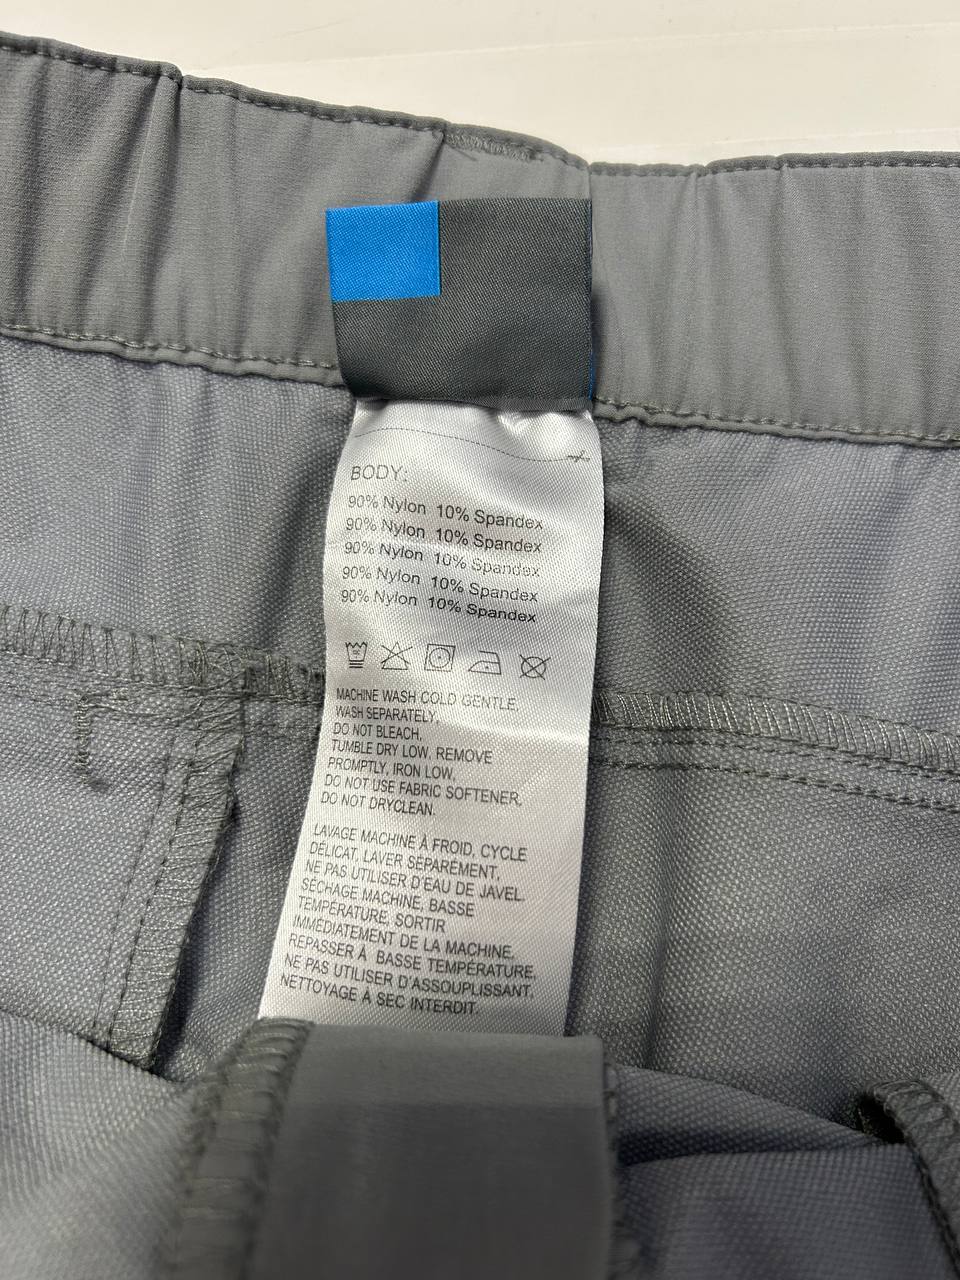 BODY:
90% Nylon 10% Spandex
90% Nylon 10% Spandex
90% Nylon 10% Spandex
90% Nylon 10% Spandex
90% Nylon 10% Spandex
MACHINE WASH COLD GENTLE,
WASH SEPARATELY,
DO NOT BLEACH,
TUMBLE DRY LOW, REMOVE
PROMPTLY, IRON LOW,
DO NOT USE FABRIC SOFTENER,
DO NOT DRYCLEAN.
LAVAGE MACHINE À FROID, CYCLE
DÉLICAT, LAVER SÉPARÉMENT,
NE PAS UTILISER D'EAU DE JAVEL.
SÉCHAGE MACHINE, BASSE
TEMPÉRATURE, SORTIR
IMMÉDIATEMENT DE LA MACHINE,
REPASSER À BASSE TEMPÉRATURE,
NE PAS UTILISER D'ASSOUPLISSANT,
NETTOYAGE À SEC INTERDIT.